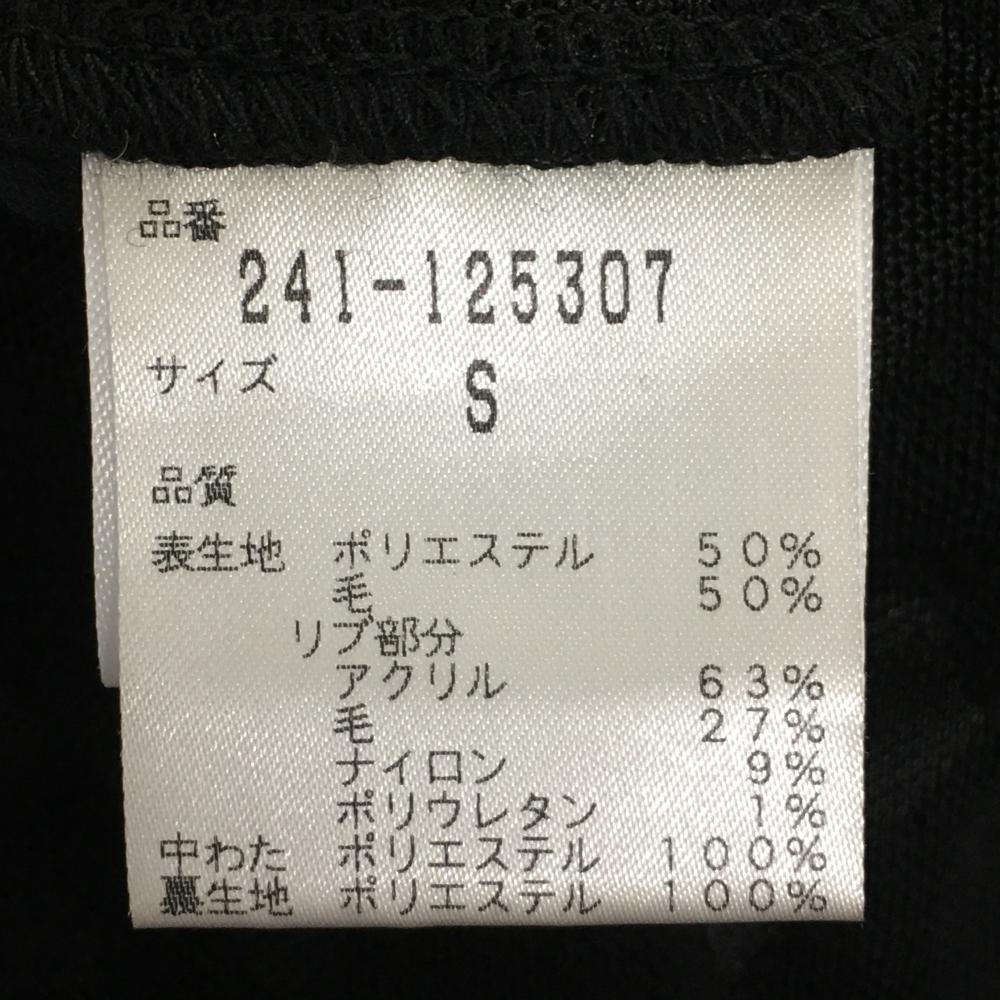 品番
241-125307
サイズ S
品質
表生地 ポリエステル 50%
毛 50%
リブ部分
アクリル 63%
毛 27%
ナイロン 9%
ポリウレタン 1%
中わた ポリエステル 100%
裏生地 ポリエステル 100%